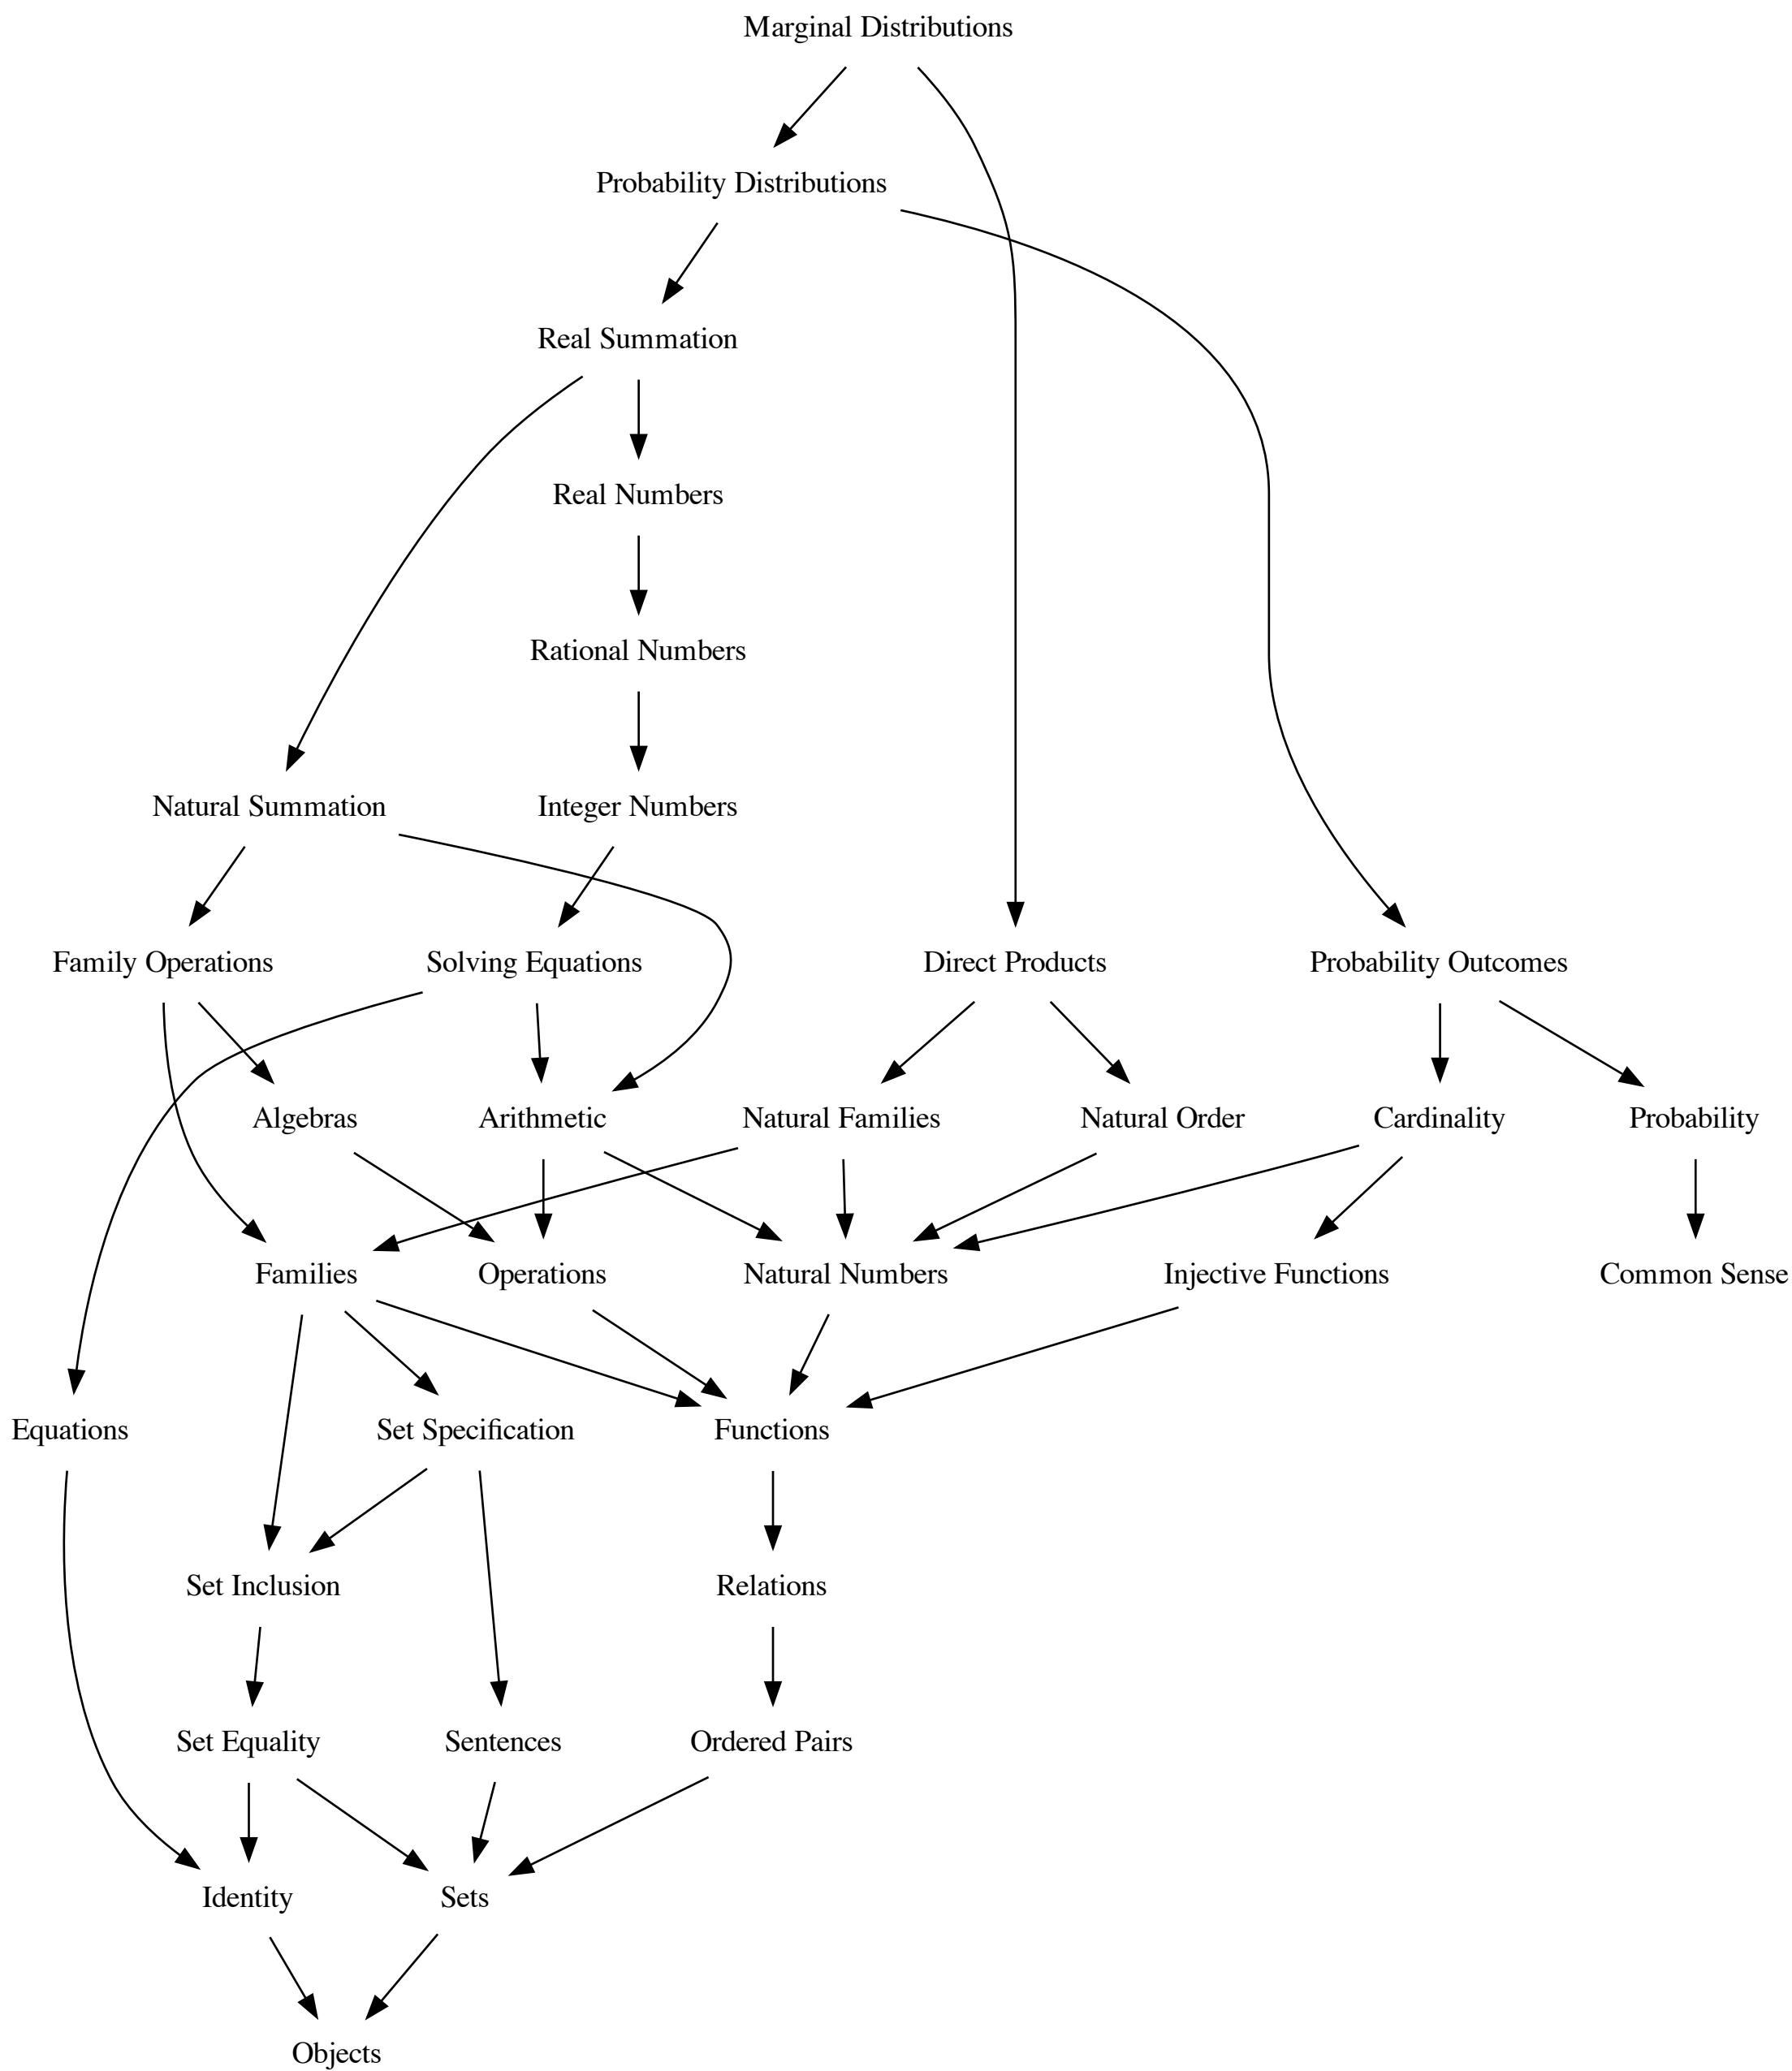 Marginal Distributions
Probability Distributions
Real Summation
Real Numbers
Rational Numbers
Natural Summation
Integer Numbers
Family Operations
Solving Equations
Direct Products
Probability Outcomes
Algebras
Arithmetic
Natural Families
Natural Order
Cardinality
Probability
Families
Operations
Natural Numbers
Injective Functions
Common Sense
Equations
Set Specification
Functions
Set Inclusion
Relations
Set Equality
Sentences
Ordered Pairs
Identity
Sets
Objects